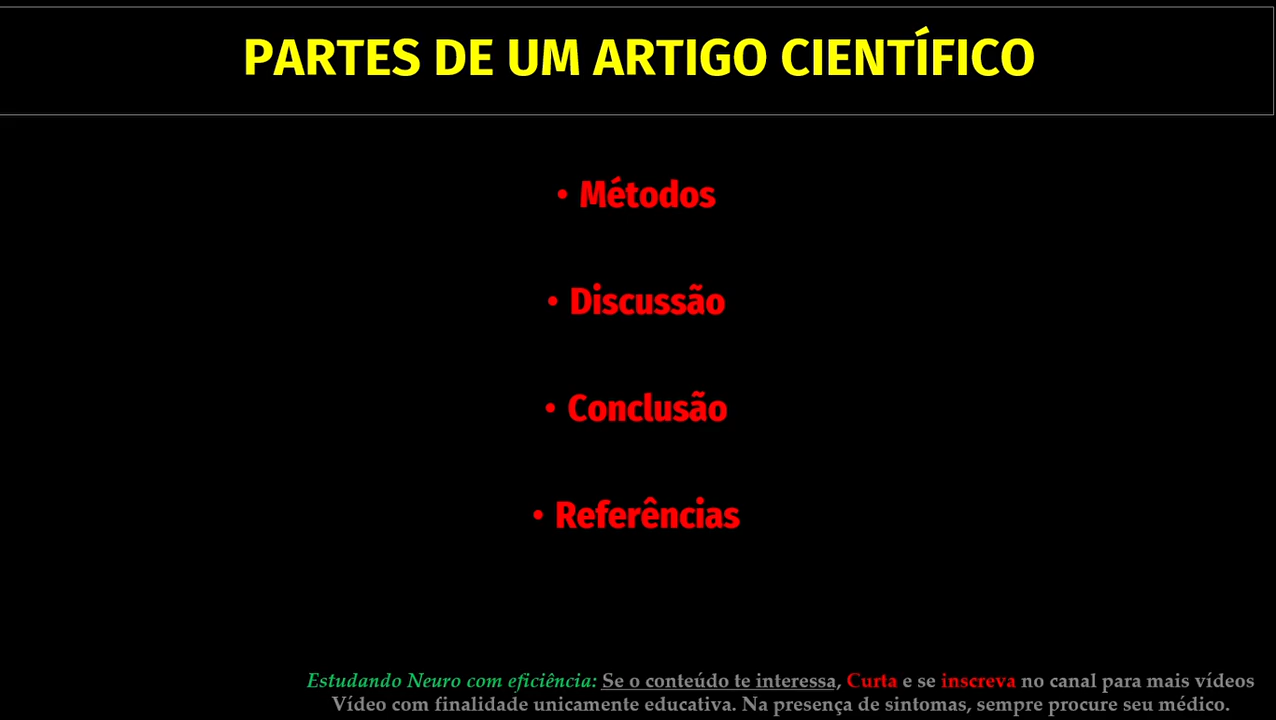 PARTES DE UM ARTIGO CIENTÍFICO
• Métodos
• Discussão
• Conclusão
• Referências
Estudando Neuro com eficiência: Se o conteúdo te interessa, Curta e se inscreva no canal para mais vídeos
Vídeo com finalidade unicamente educativa. Na presença de sintomas, sempre procure seu médico.